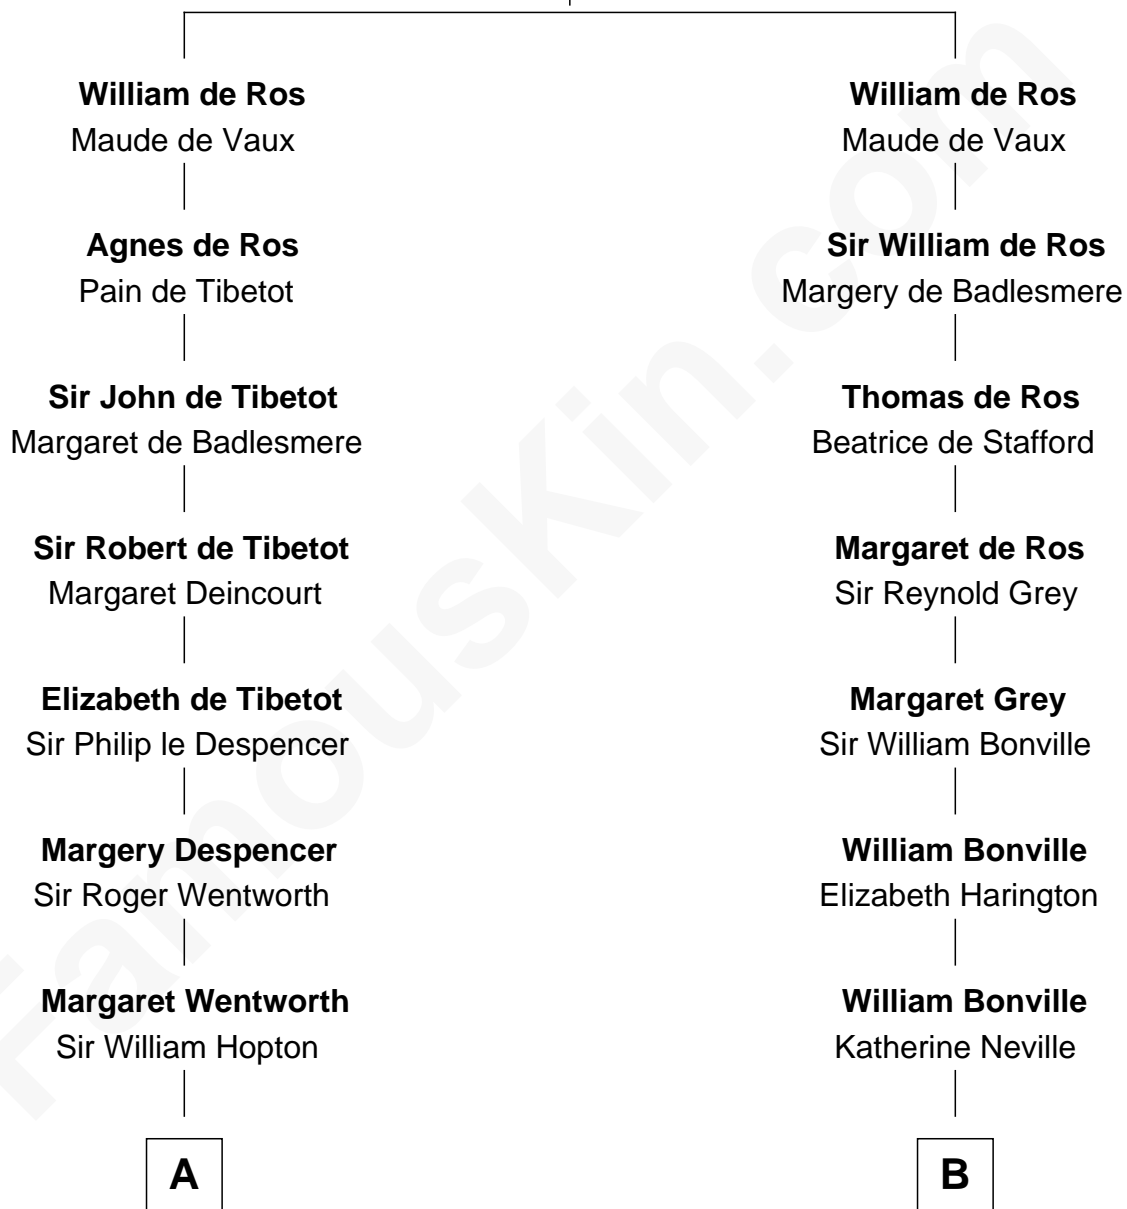 William de Ros
Maude de Vaux
Agnes de Ros
Pain de Tibetot
Sir John de Tibetot
Margaret de Badlesmere
Sir Robert de Tibetot
Margaret Deincourt
Elizabeth de Tibetot
Sir Philip le Despencer
Margery Despencer
Sir Roger Wentworth
Margaret Wentworth
Sir William Hopton
A
William de Ros
Maude de Vaux
Sir William de Ros
Margery de Badlesmere
Thomas de Ros
Beatrice de Stafford
Margaret de Ros
Sir Reynold Grey
Margaret Grey
Sir William Bonville
William Bonville
Elizabeth Harington
William Bonville
Katherine Neville
B
FamousKin.com